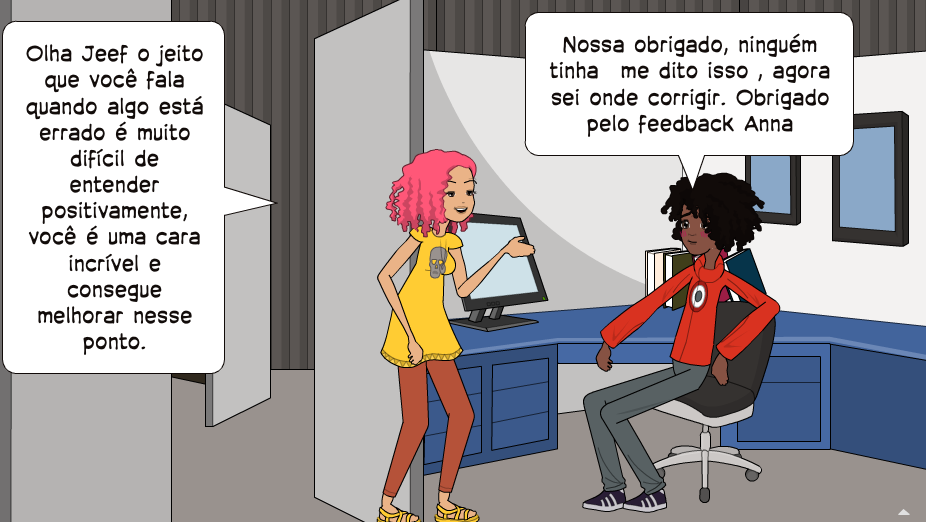 Olha Jeef o jeito
que você fala
quando algo está
errado é muito
difícil de
entender
positivamente,
você é uma cara
incrível e
consegue
melhorar nesse
ponto.
Nossa obrigado, ninguém
tinha me dito isso , agora
sei onde corrigir. Obrigado
pelo feedback Anna